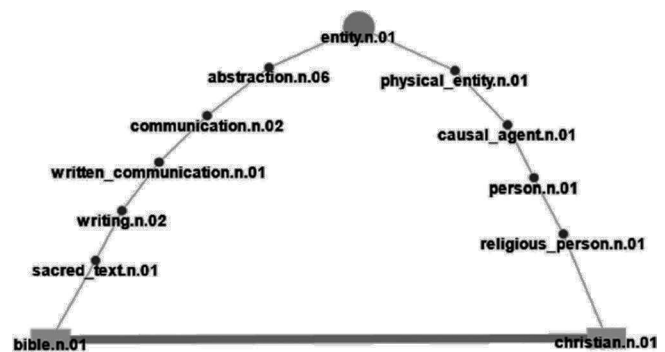 entity.n.01
abstraction.n.06
physical_entity.n.01
communication.n.02
causal_agent.n.01
written_communication.n.01
person.n.01
writing.n.02
religious_person.n.01
sacred_text.n.01
bible.n.01
christian.n.01